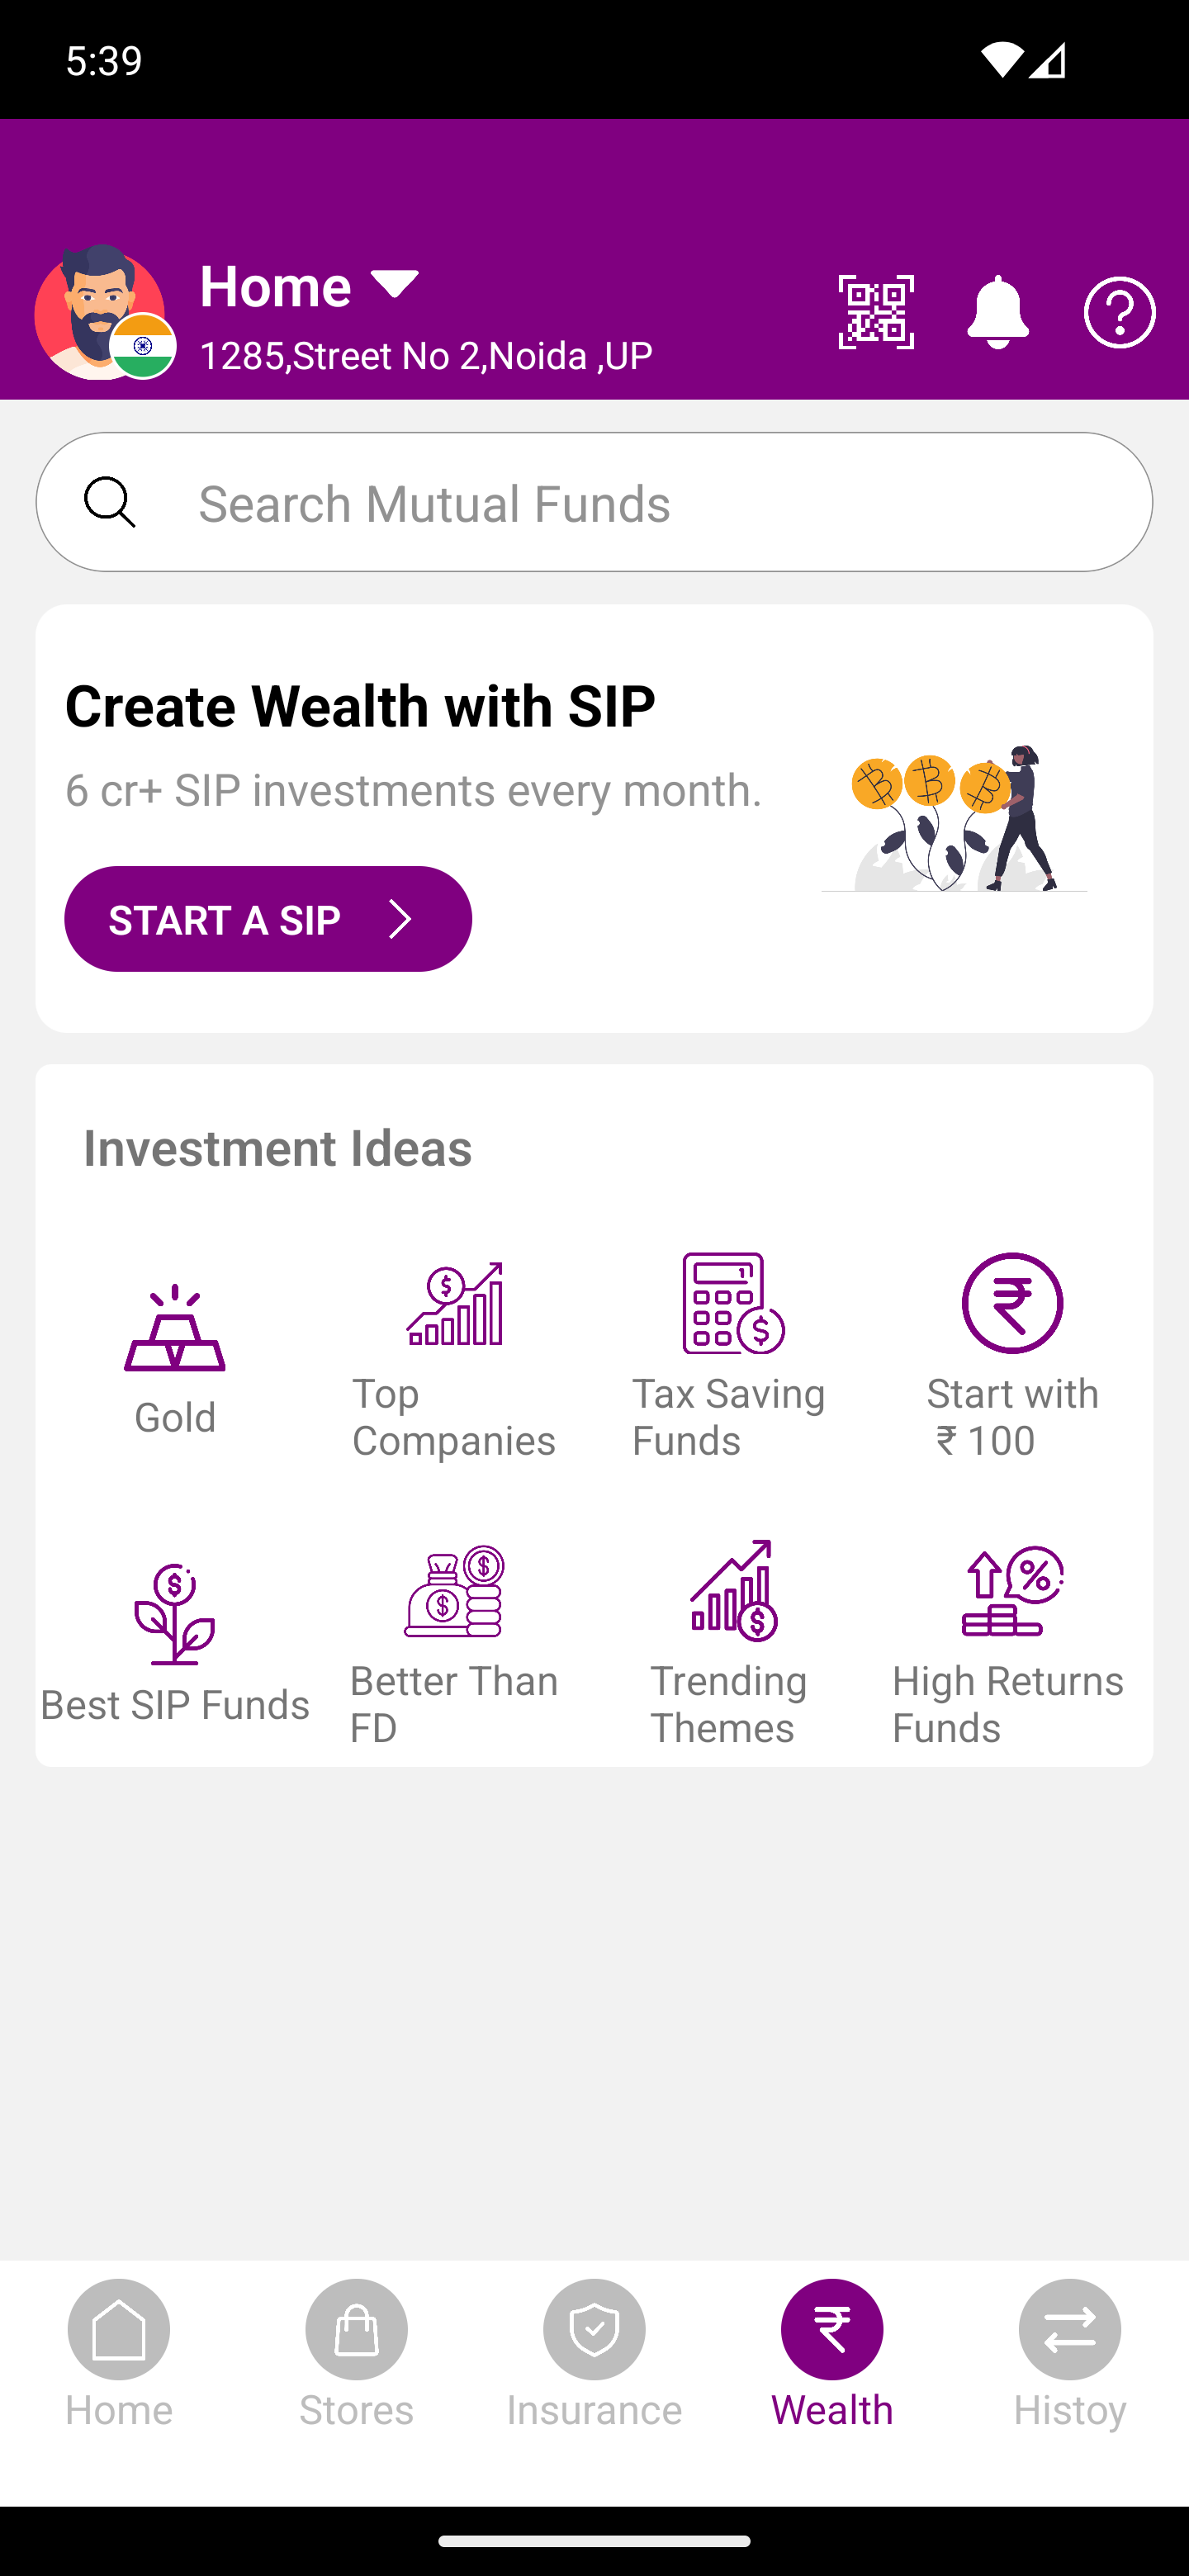 5:39
Home
1285,Street No 2,Noida ,UP
Search Mutual Funds
Create Wealth with SIP
6 cr+ SIP investments every month.
START A SIP
Investment Ideas
Gold
Top
Companies
Tax Saving
Funds
Start with
₹ 100
Best SIP Funds
Better Than
FD
Trending
Themes
High Returns
Funds
Home
Stores
Insurance
Wealth
Histoy